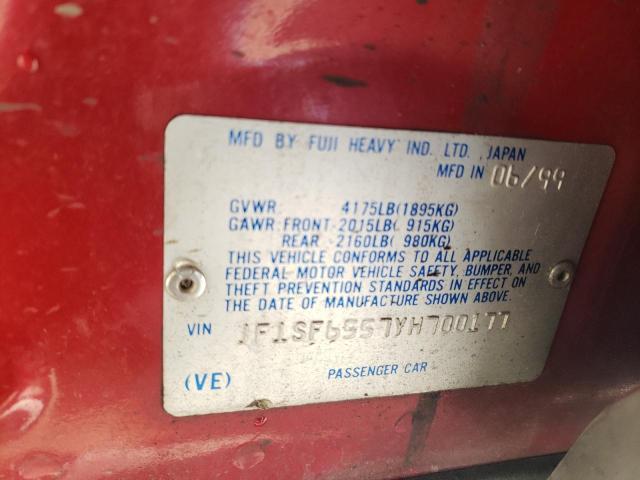 MFD BY FUJI HEAVY IND. LTD., JAPAN
MFD IN 06/99
GVWR 4175LB(1895KG)
GAWR:FRONT-2015LB( 915KG)
REAR -2160LB( 980KG)
THIS VEHICLE CONFORMS TO ALL APPLICABLE
FEDERAL MOTOR VEHICLE SAFETY, BUMPER, AND
THEFT PREVENTION STANDARDS IN EFFECT ON
THE DATE OF MANUFACTURE SHOWN ABOVE.
VIN
(VE) PASSENGER CAR